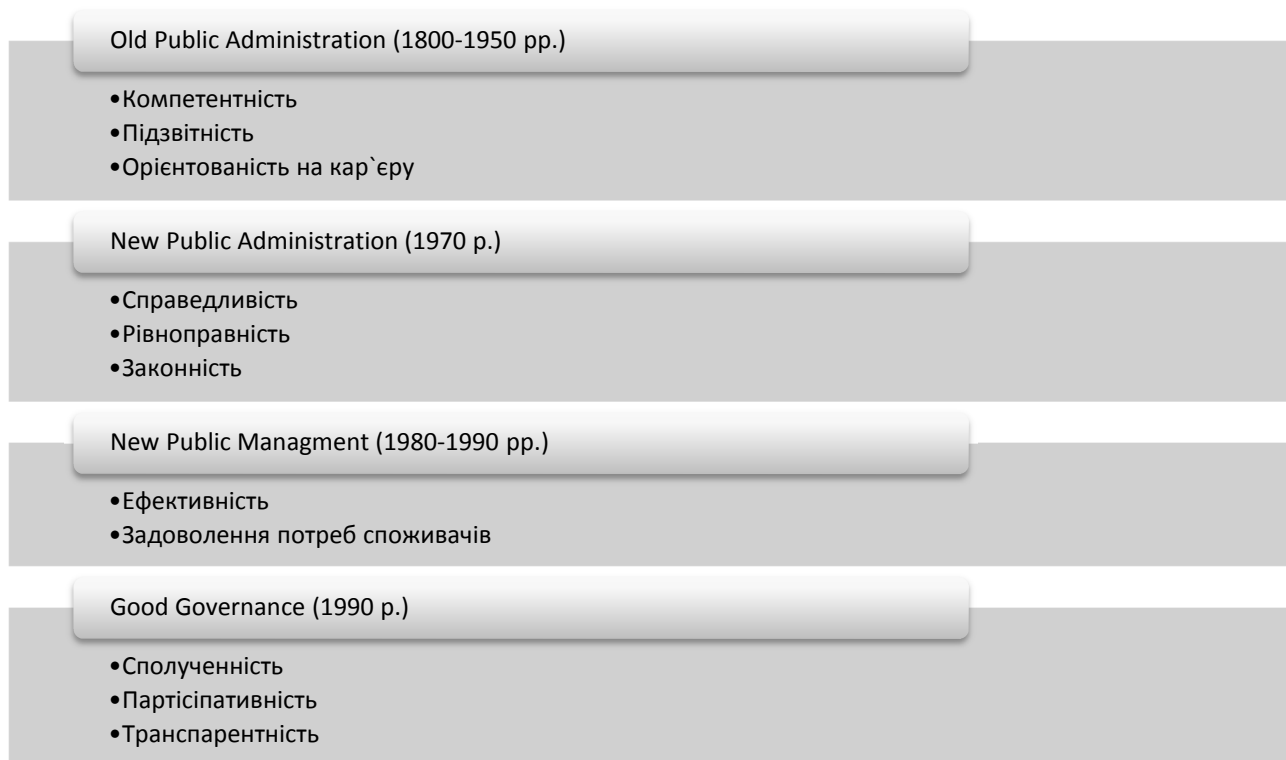 Old Public Administration (1800-1950 рр.)
•Компетентність
•Підзвітність
•Орієнтованість на кар`єру
New Public Administration (1970 р.)
•Справедливість
•Рівноправність
•Законність
New Public Managment (1980-1990 рр.)
•Ефективність
•Задоволення потреб споживачів
Good Governance (1990 р.)
•Сполученність
•Партісіпативність
•Транспарентність